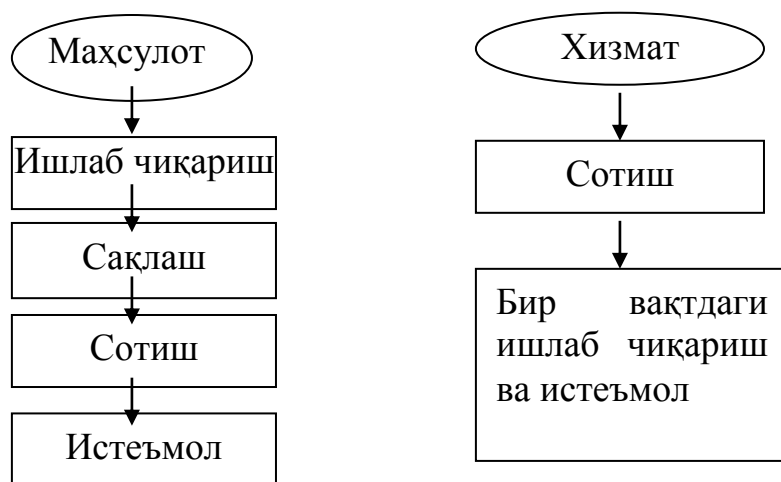 Маҳсулот
Ишлаб чиқариш
Сақлаш
Сотиш
Истеъмол
Хизмат
Сотиш
Бир вақтдаги
ишлаб чиқариш
ва истеъмол